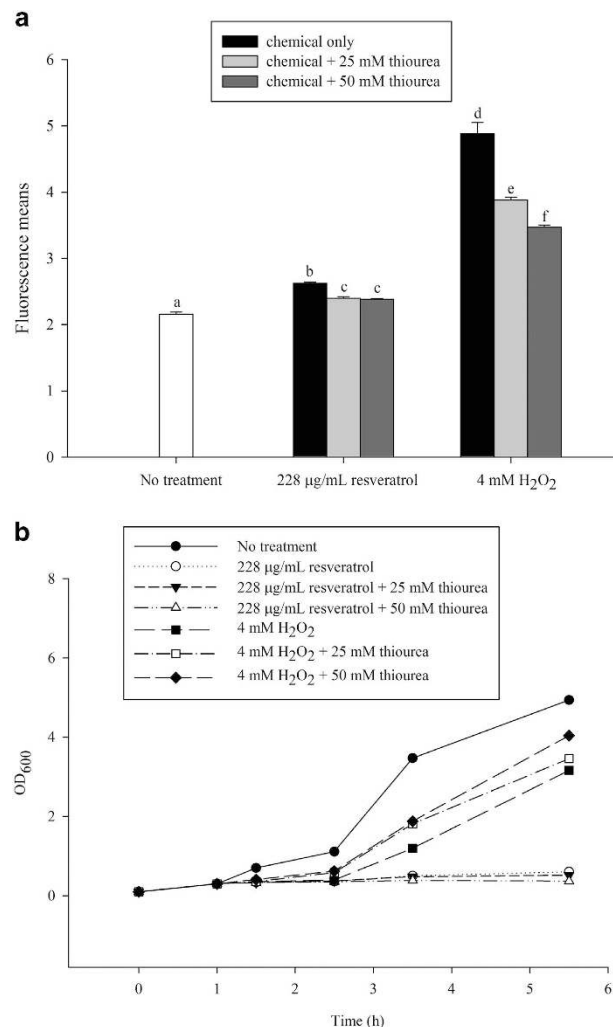 a
chemical only
chemical + 25 mM thiourea
chemical + 50 mM thiourea
6
5
4
3
2
1
0
Fluorescence means
a
b
c
c
d
e
f
No treatment
228 µg/mL resveratrol
4 mM H₂O₂
b
No treatment
228 µg/mL resveratrol
228 µg/mL resveratrol + 25 mM thiourea
228 µg/mL resveratrol + 50 mM thiourea
4 mM H₂O₂
4 mM H₂O₂ + 25 mM thiourea
4 mM H₂O₂ + 50 mM thiourea
8
6
4
2
0
OD₆₀₀
0
1
2
3
4
5
6
Time (h)